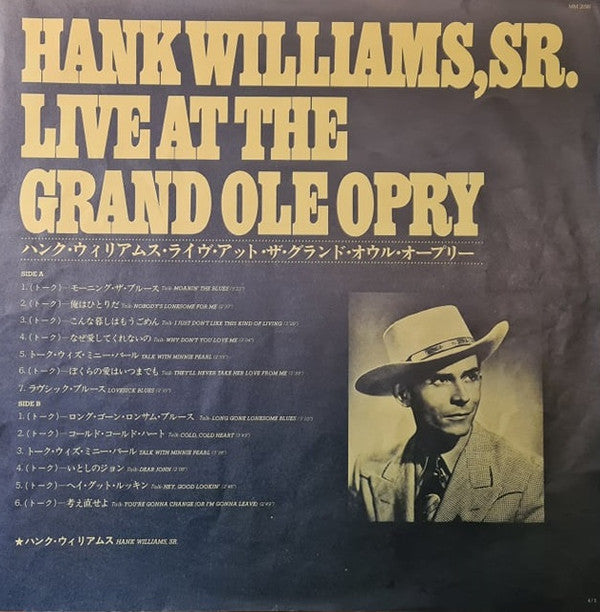 MM 2098
HANK WILLIAMS, SR.
LIVE AT THE
GRAND OLE OPRY
ハンク・ウィリアムス・ライヴ・アット・ザ・グランド・オウル・オープリー
SIDE A
1. (トーク)—モーニング・ザ・ブルース Talk-MOANIN' THE BLUES
2. (トーク)—俺はひとりだ Talk-NOBODY'S LONESOME FOR ME
3. (トーク)—こんな暮しはもうごめん Talk-I JUST DON'T LIKE THIS KIND OF LIVING
4. (トーク)—なぜ愛してくれないの Talk-WHY DON'T YOU LOVE ME
5. トーク・ウィズ・ミニー・パール TALK WITH MINNIE PEARL
6. (トーク)—ぼくらの愛はいつまでも Talk-THEY'LL NEVER TAKE HER LOVE FROM ME
7. ラヴシック・ブルース LOVESICK BLUES
SIDE B
1. (トーク)—ロング・ゴーン・ロンサム・ブルース Talk-LONG GONE LONESOME BLUES
2. (トーク)—コールド・コールド・ハート Talk-COLD, COLD HEART
3. トーク・ウィズ・ミニー・パール TALK WITH MINNIE PEARL
4. (トーク)—いとしのジョン Talk-DEAR JOHN
5. (トーク)—ヘイ・グット・ルッキン Talk-HEY, GOOD LOOKIN'
6. (トーク)—考え直せよ Talk-YOU'RE GONNA CHANGE (OR I'M GONNA LEAVE)
★ハンク・ウィリアムス HANK WILLIAMS, SR.